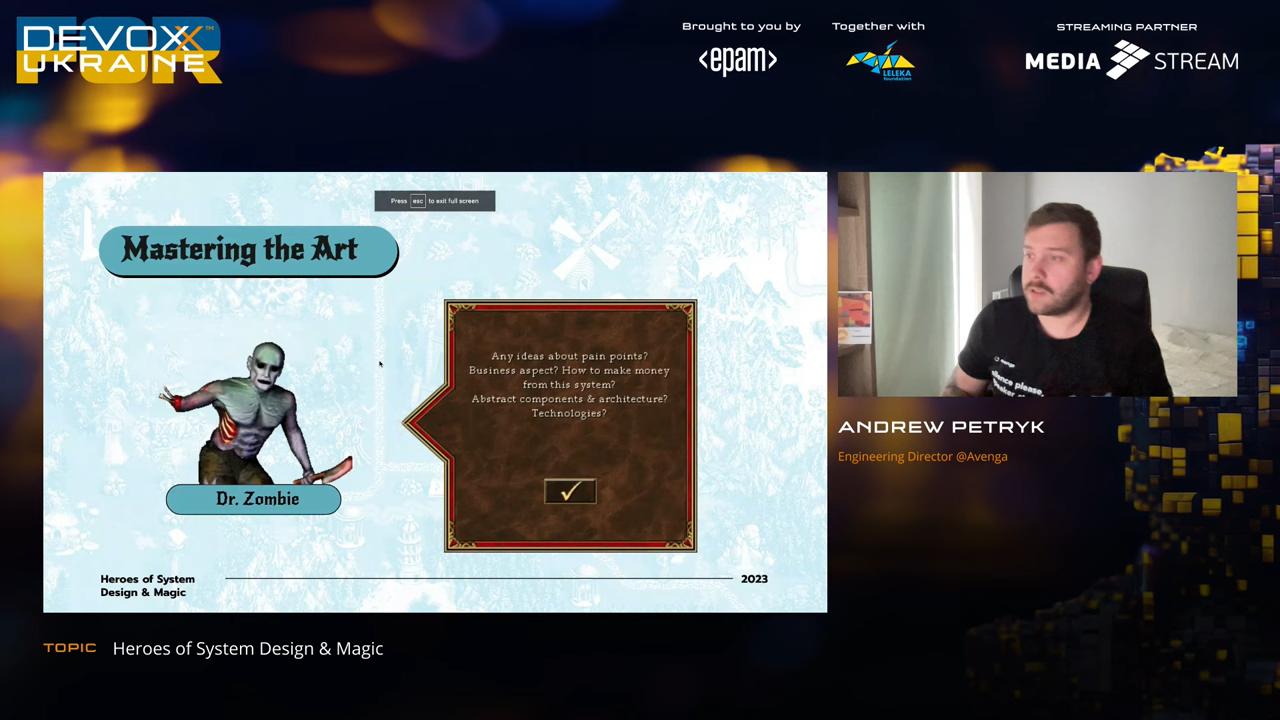 DEVOXX™
UKRAINE
FOR
Brought to you by
<epam>
Together with
LELEKA
foundation
STREAMING PARTNER
MEDIA STREAM
Press esc to exit full screen
Mastering the Art
Any ideas about pain points?
Business aspect? How to make money
from this system?
Abstract components & architecture?
Technologies?
Dr. Zombie
Heroes of System
Design & Magic
2023
ANDREW PETRYK
Engineering Director @Avenga
TOPIC Heroes of System Design & Magic